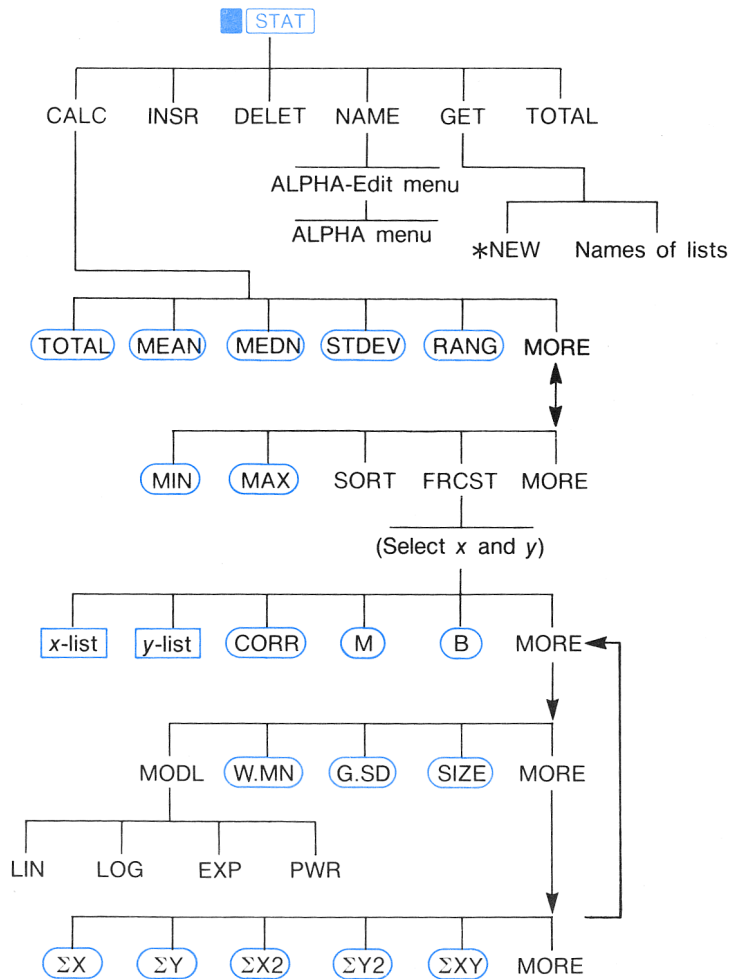 STAT
CALC INSR DELET NAME GET TOTAL
ALPHA-Edit menu
ALPHA menu
*NEW Names of lists
TOTAL MEAN MEDN STDEV RANG MORE
MIN MAX SORT FRCST MORE
(Select x and y)
x-list y-list CORR M B MORE
MODL W.MN G.SD SIZE MORE
LIN LOG EXP PWR
ΣX ΣY ΣX2 ΣY2 ΣXY MORE